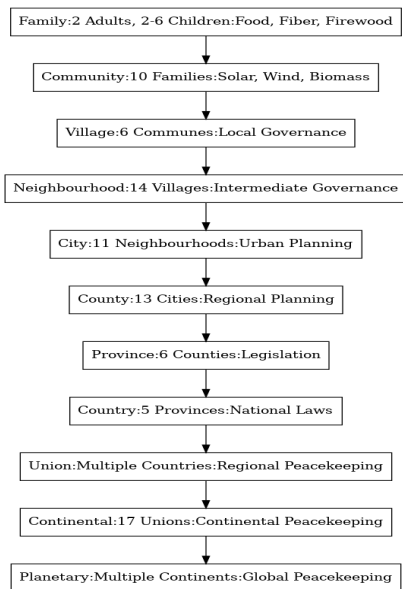 Family:2 Adults, 2-6 Children:Food, Fiber, Firewood
Community:10 Families:Solar, Wind, Biomass
Village:6 Communes:Local Governance
Neighbourhood:14 Villages:Intermediate Governance
City:11 Neighbourhoods:Urban Planning
County:13 Cities:Regional Planning
Province:6 Counties:Legislation
Country:5 Provinces:National Laws
Union:Multiple Countries:Regional Peacekeeping
Continental:17 Unions:Continental Peacekeeping
Planetary:Multiple Continents:Global Peacekeeping